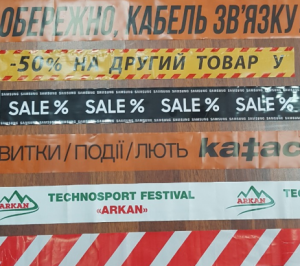 ОБЕРЕЖНО, КАБЕЛЬ ЗВ'ЯЗКУ
-50% НА ДРУГИЙ ТОВАР У
SALE % SALE % SALE % SALE %
ВИТКИ / ПОДІЇ / ЛЮТЬ
TECHNOSPORT FESTIVAL
ARKAN «ARKAN» ARKAN